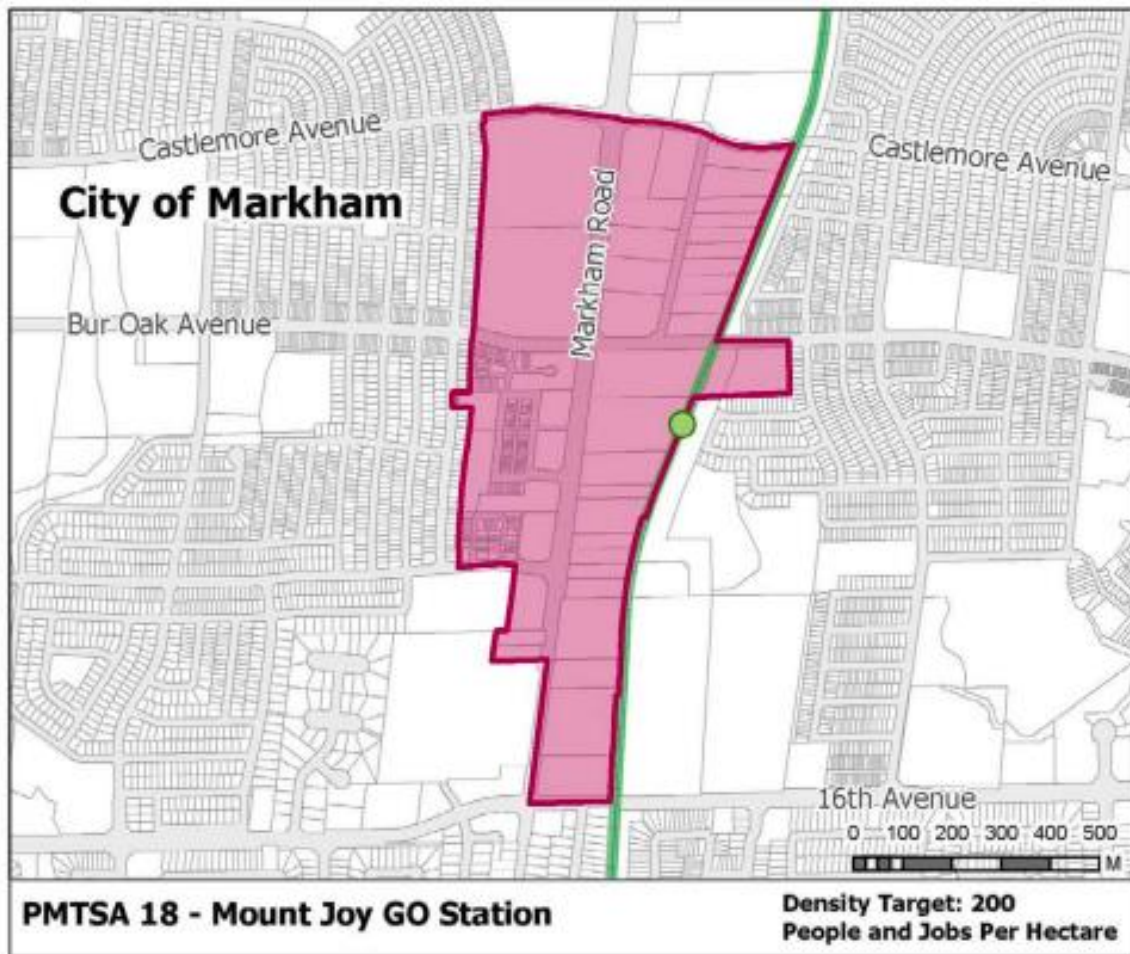 Castlemore Avenue
Castlemore Avenue
City of Markham
Markham Road
Bur Oak Avenue
16th Avenue
0 100 200 300 400 500
M
PMTSA 18 - Mount Joy GO Station
Density Target: 200
People and Jobs Per Hectare